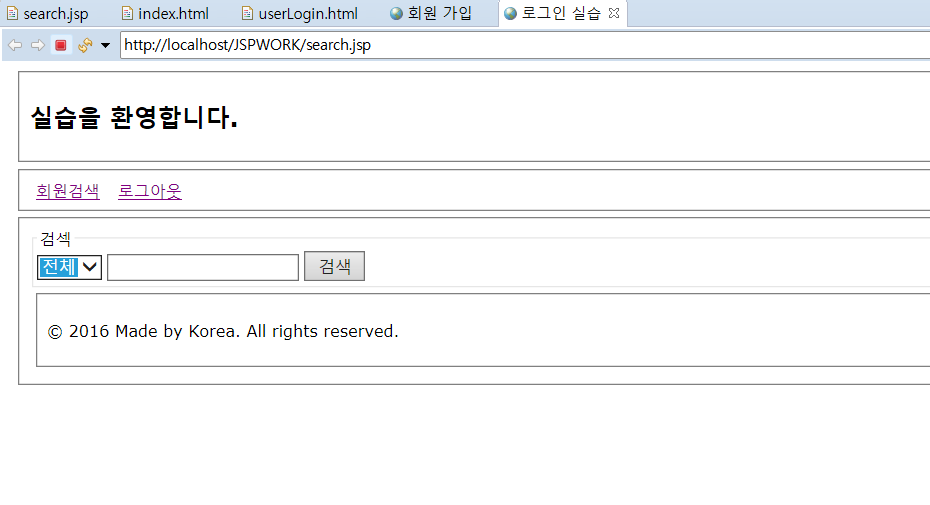 search.jsp index.html userLogin.html 회원 가입 로그인 실습
http://localhost/JSPWORK/search.jsp
실습을 환영합니다.
회원검색 로그아웃
검섹
전체 검색
© 2016 Made by Korea. All rights reserved.